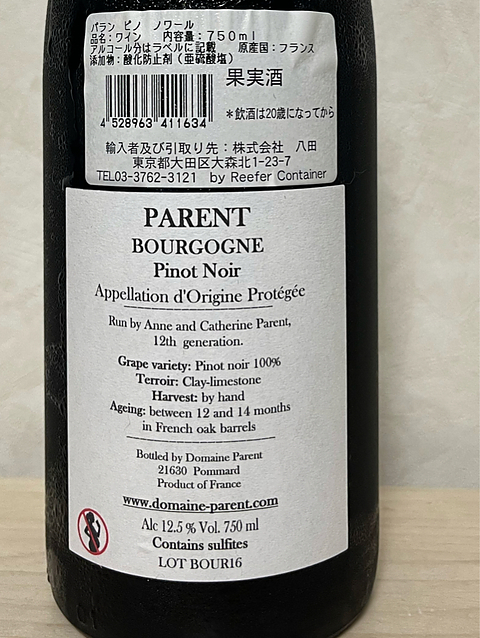 パラン ピノ ノワール
品名:ワイン 内容量:750ml
アルコール分はラベルに記載 原産国:フランス
添加物:酸化防止剤(亜硫酸塩)
果実酒
4 528963 411634
*飲酒は20歳になってから
輸入者及び引取り先:株式会社 八田
東京都大田区大森北1-23-7
TEL03-3762-3121 by Reefer Container
PARENT
BOURGOGNE
Pinot Noir
Appellation d'Origine Protégée
Run by Anne and Catherine Parent,
12th generation.
Grape variety: Pinot noir 100%
Terroir: Clay-limestone
Harvest: by hand
Ageing: between 12 and 14 months
in French oak barrels
Bottled by Domaine Parent
21630 Pommard
Product of France
www.domaine-parent.com
Alc 12.5 % Vol. 750 ml
Contains sulfites
LOT BOUR16